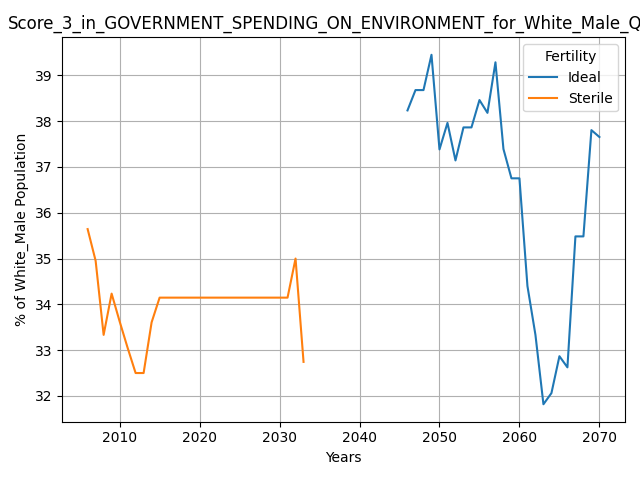 Score_3_in_GOVERNMENT_SPENDING_ON_ENVIRONMENT_for_White_Male_Q
Fertility
Ideal
Sterile
39
38
37
36
35
34
33
32
% of White_Male Population
2010 2020 2030 2040 2050 2060 2070
Years